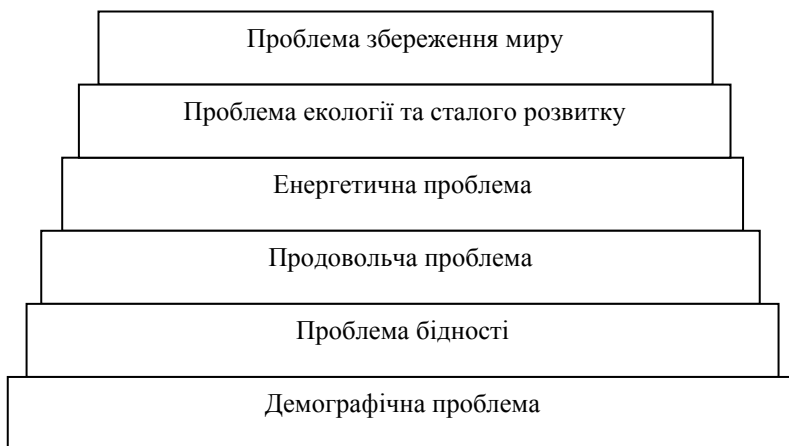 Проблема збереження миру
Проблема екології та сталого розвитку
Енергетична проблема
Продовольча проблема
Проблема бідності
Демографічна проблема